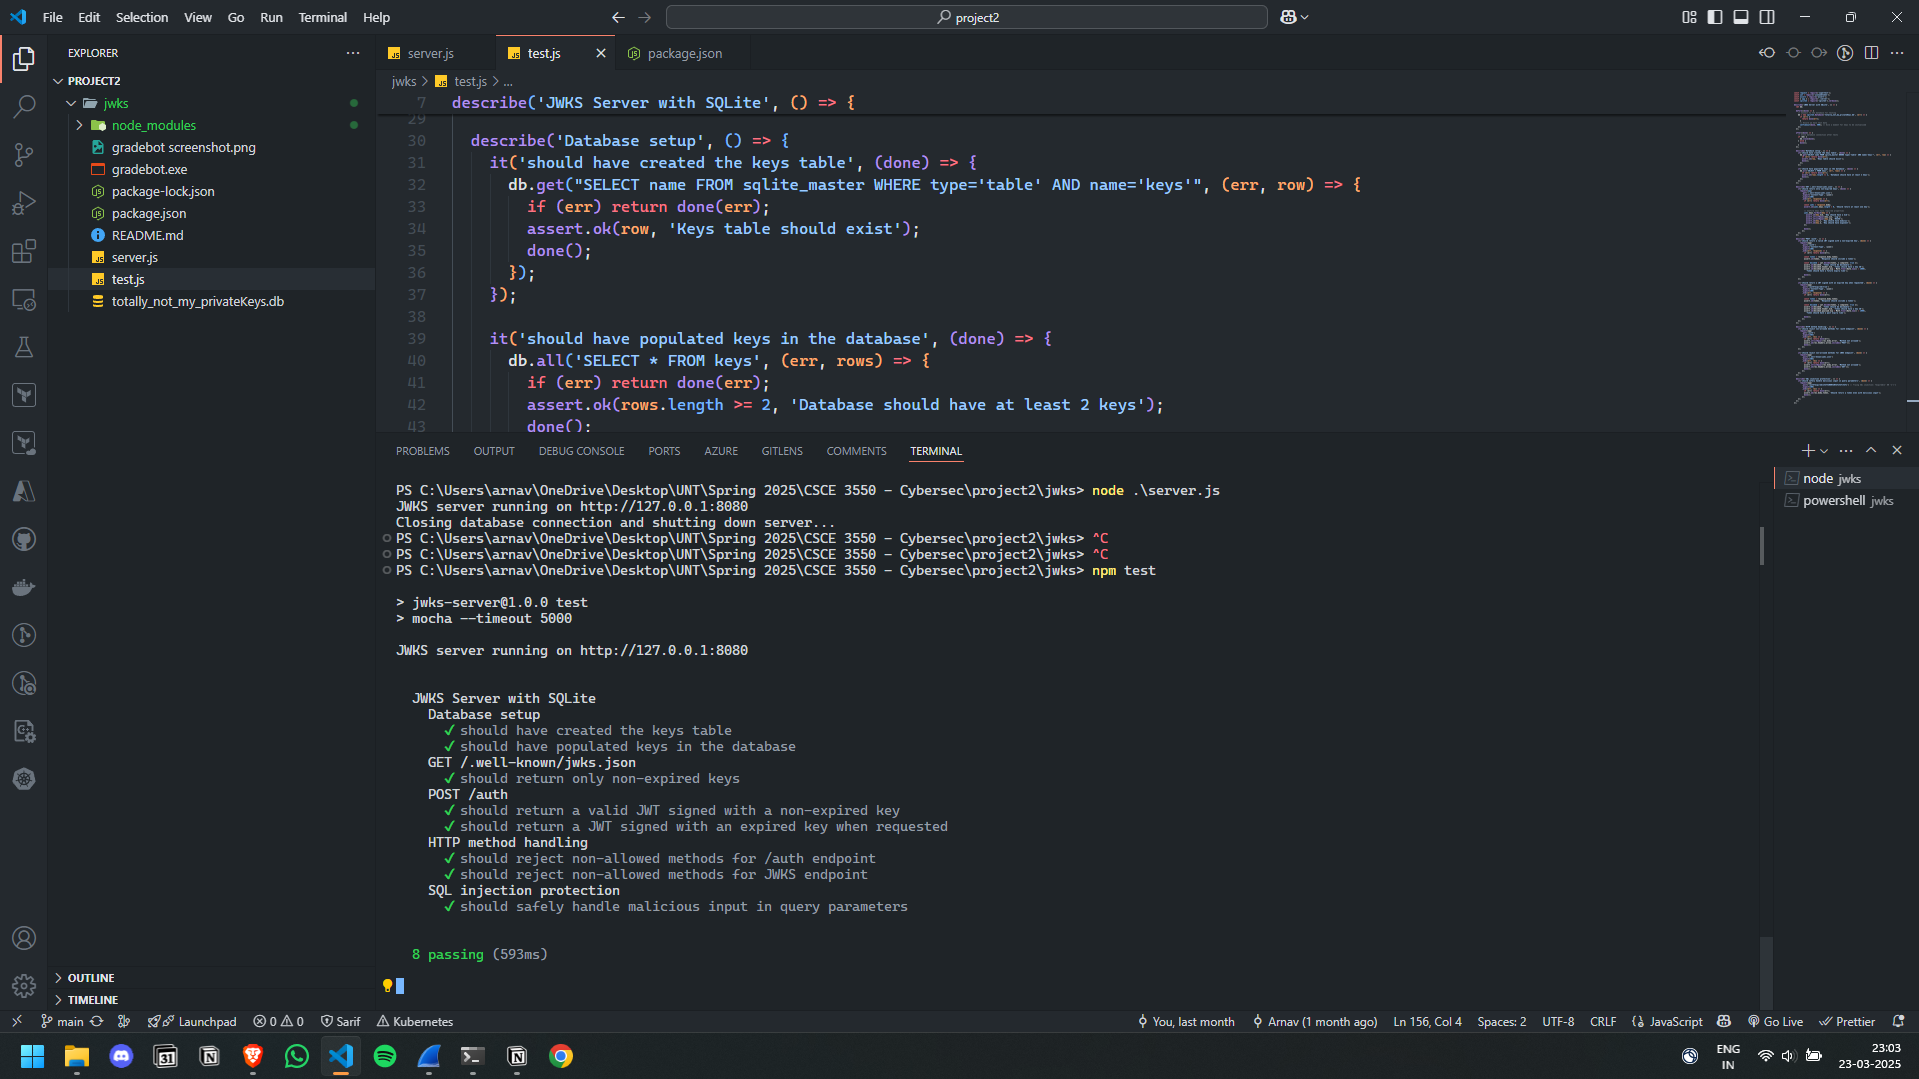 File Edit Selection View Go Run Terminal Help
project2
EXPLORER
PROJECT2
jwks
node_modules
gradebot screenshot.png
gradebot.exe
package-lock.json
package.json
README.md
server.js
test.js
totally_not_my_privateKeys.db
OUTLINE
TIMELINE
server.js test.js package.json
jwks > test.js > ...
7 describe('JWKS Server with SQLite', () => {
29
30 describe('Database setup', () => {
31 it('should have created the keys table', (done) => {
32 db.get("SELECT name FROM sqlite_master WHERE type='table' AND name='keys'", (err, row) => {
33 if (err) return done(err);
34 assert.ok(row, 'Keys table should exist');
35 done();
36 });
37 });
38
39 it('should have populated keys in the database', (done) => {
40 db.all('SELECT * FROM keys', (err, rows) => {
41 if (err) return done(err);
42 assert.ok(rows.length >= 2, 'Database should have at least 2 keys');
43 done();
PROBLEMS OUTPUT DEBUG CONSOLE PORTS AZURE GITLENS COMMENTS TERMINAL
PS C:\Users\arnav\OneDrive\Desktop\UNT\Spring 2025\CSCE 3550 - Cybersec\project2\jwks> node .\server.js
JWKS server running on http://127.0.0.1:8080
Closing database connection and shutting down server...
PS C:\Users\arnav\OneDrive\Desktop\UNT\Spring 2025\CSCE 3550 - Cybersec\project2\jwks> ^C
PS C:\Users\arnav\OneDrive\Desktop\UNT\Spring 2025\CSCE 3550 - Cybersec\project2\jwks> ^C
PS C:\Users\arnav\OneDrive\Desktop\UNT\Spring 2025\CSCE 3550 - Cybersec\project2\jwks> npm test
> jwks-server@1.0.0 test
> mocha --timeout 5000
JWKS server running on http://127.0.0.1:8080
JWKS Server with SQLite
Database setup
✓ should have created the keys table
✓ should have populated keys in the database
GET /.well-known/jwks.json
✓ should return only non-expired keys
POST /auth
✓ should return a valid JWT signed with a non-expired key
✓ should return a JWT signed with an expired key when requested
HTTP method handling
✓ should reject non-allowed methods for /auth endpoint
✓ should reject non-allowed methods for JWKS endpoint
SQL injection protection
✓ should safely handle malicious input in query parameters
8 passing (593ms)
node jwks
powershell jwks
main Launchpad 0 0 Sarif Kubernetes You, last month Arnav (1 month ago) Ln 156, Col 4 Spaces: 2 UTF-8 CRLF {} JavaScript Go Live Prettier
31
ENG
IN
23:03
23-03-2025